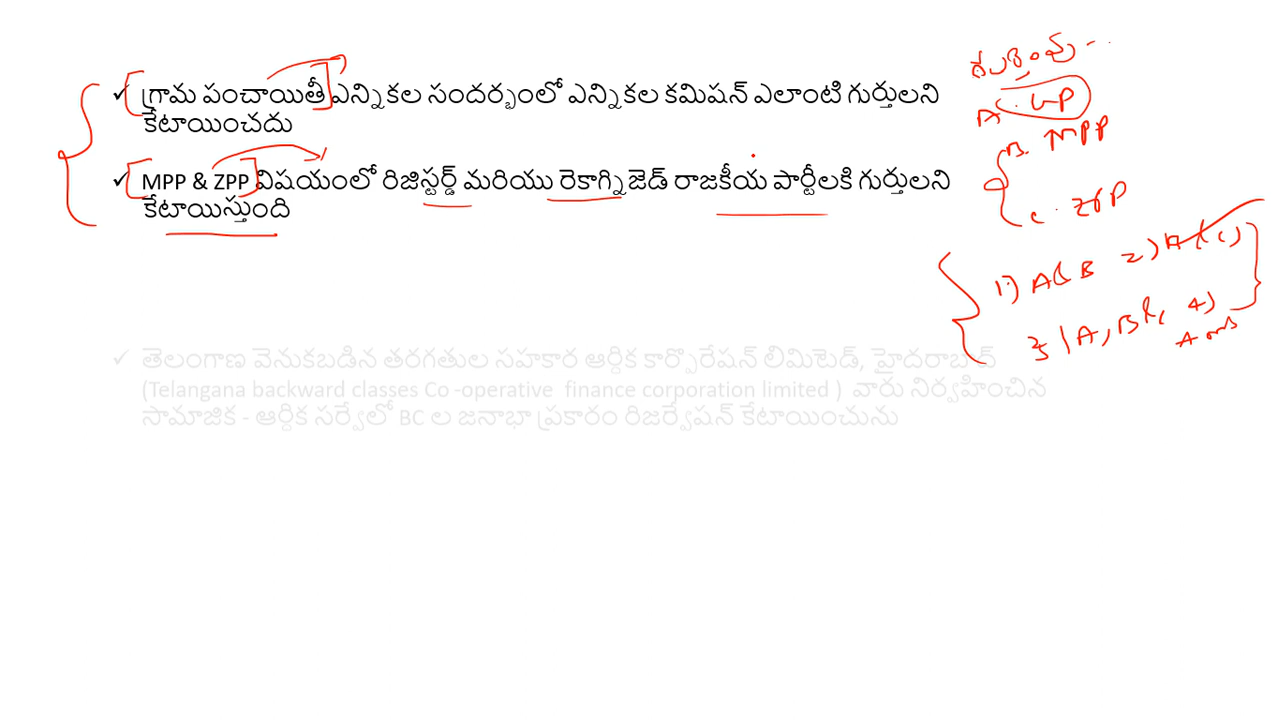 గ్రామ పంచాయితీ ఎన్నికల సందర్భంలో ఎన్నికల కమిషన్ ఎలాంటి గుర్తులని
కేటాయించదు
MPP & ZPP విషయంలో రిజిస్టర్డ్ మరియు రెకాగ్నిజెడ్ రాజకీయ పార్టీలకి గుర్తులని
కేటాయిస్తుంది
A. GP
B. MPP
C. ZPP
1) A & B 2) A & C
3) A, B & C 4)
తెలంగాణ వెనుకబడిన తరగతుల సహకార ఆర్థిక కార్పొరేషన్ లిమిటెడ్, హైదరాబాద్
(Telangana backward classes Co -operative finance corporation limited ) వారు నిర్వహించిన
సామాజిక - ఆర్థిక సర్వేలో BC ల జనాభా ప్రకారం రిజర్వేషన్ కేటాయించును